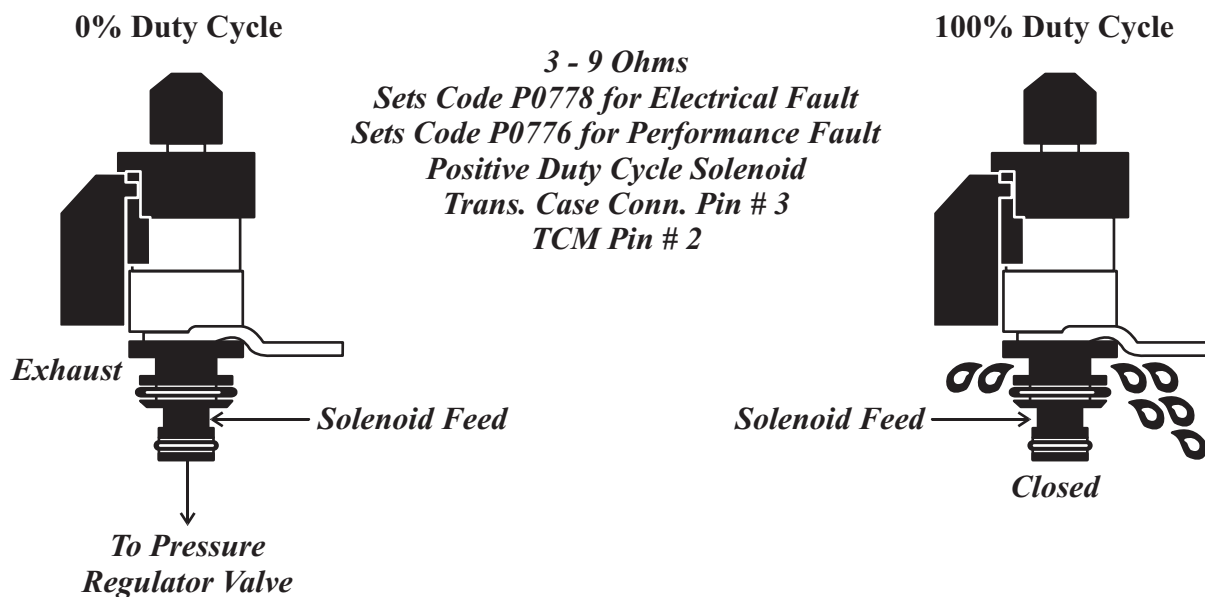 0% Duty Cycle
100% Duty Cycle
3 - 9 Ohms
Sets Code P0778 for Electrical Fault
Sets Code P0776 for Performance Fault
Positive Duty Cycle Solenoid
Trans. Case Conn. Pin # 3
TCM Pin # 2
Exhaust
Solenoid Feed
To Pressure
Regulator Valve
Solenoid Feed
Closed